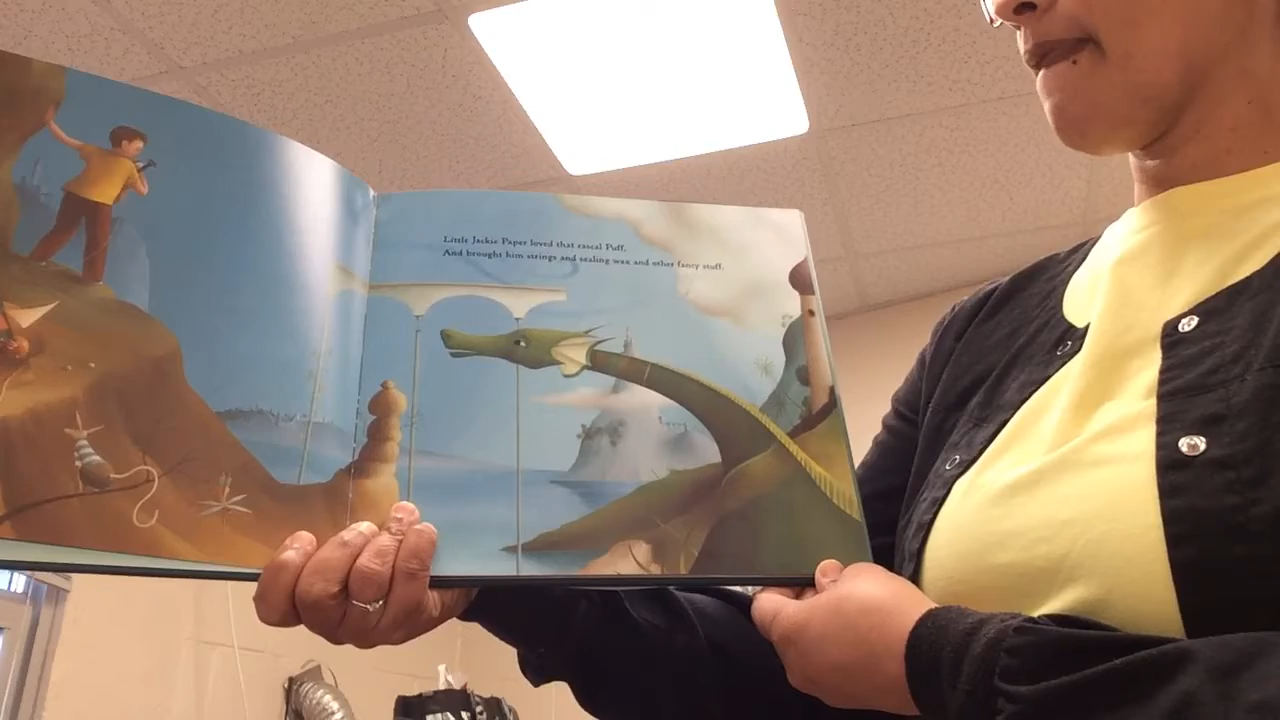 Little Jackie Paper loved that rascal Puff,
And brought him strings and sealing wax and other fancy stuff.